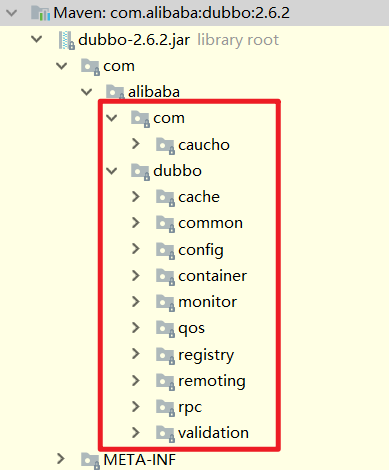 Maven: com.alibaba:dubbo:2.6.2
dubbo-2.6.2.jar library root
com
alibaba
com
caucho
dubbo
cache
common
config
container
monitor
qos
registry
remoting
rpc
validation
META-INF